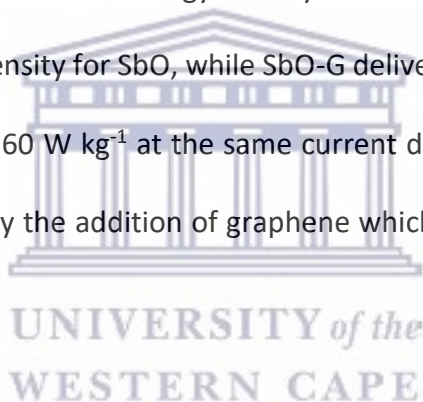 ensity for SbO, while SbO-G delive
60 W kg⁻¹ at the same current d
y the addition of graphene which
UNIVERSITY of the
WESTERN CAPE